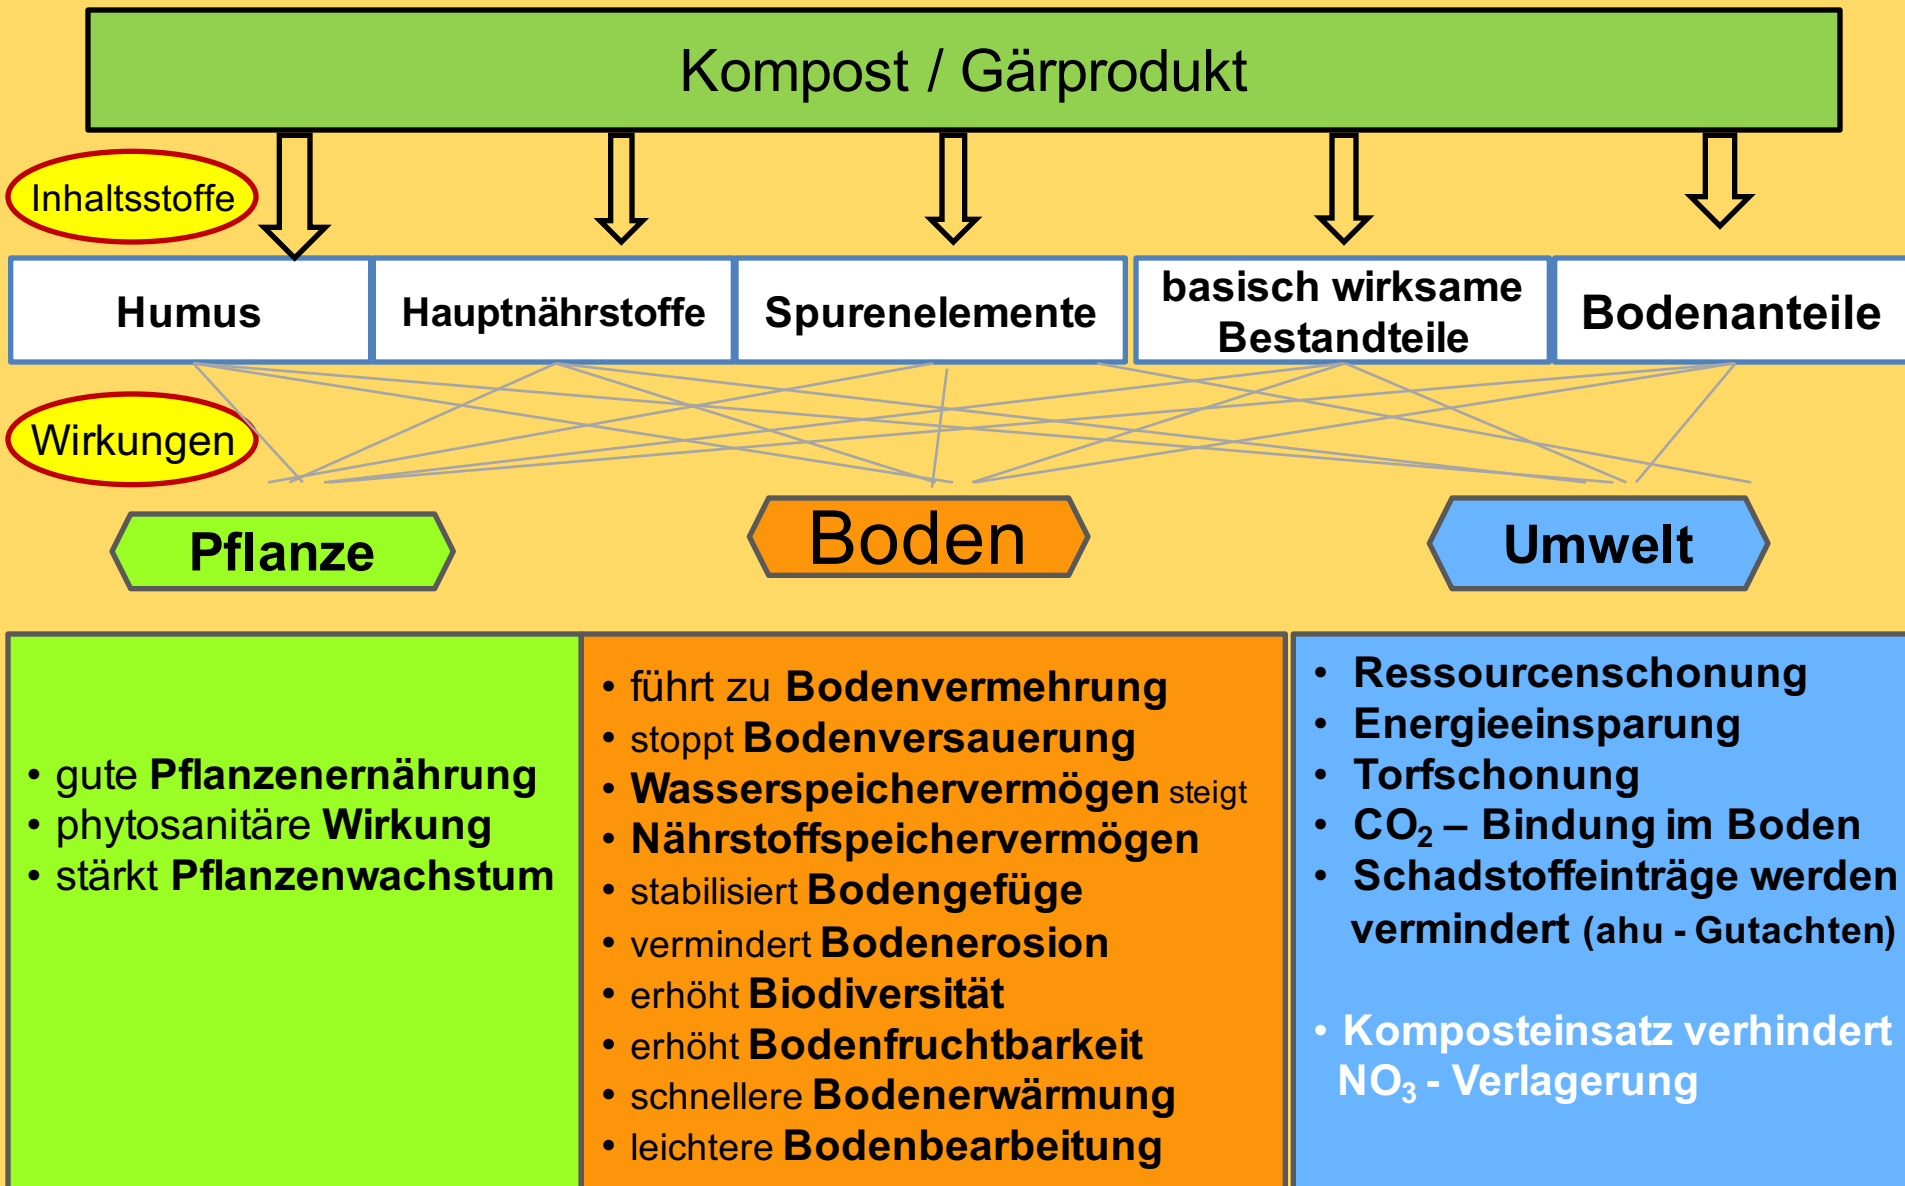 Kompost / Gärprodukt
Inhaltsstoffe
Humus
Hauptnährstoffe
Spurenelemente
basisch wirksame
Bestandteile
Bodenanteile
Wirkungen
Pflanze
Boden
Umwelt
• gute Pflanzenernährung
• phytosanitäre Wirkung
• stärkt Pflanzenwachstum
• führt zu Bodenvermehrung
• stoppt Bodenversauerung
• Wasserspeichervermögen steigt
• Nährstoffspeichervermögen
• stabilisiert Bodengefüge
• vermindert Bodenerosion
• erhöht Biodiversität
• erhöht Bodenfruchtbarkeit
• schnellere Bodenerwärmung
• leichtere Bodenbearbeitung
• Ressourcenschonung
• Energieeinsparung
• Torfschonung
• CO₂ – Bindung im Boden
• Schadstoffeinträge werden
vermindert (ahu - Gutachten)
• Komposteinsatz verhindert
NO₃ - Verlagerung